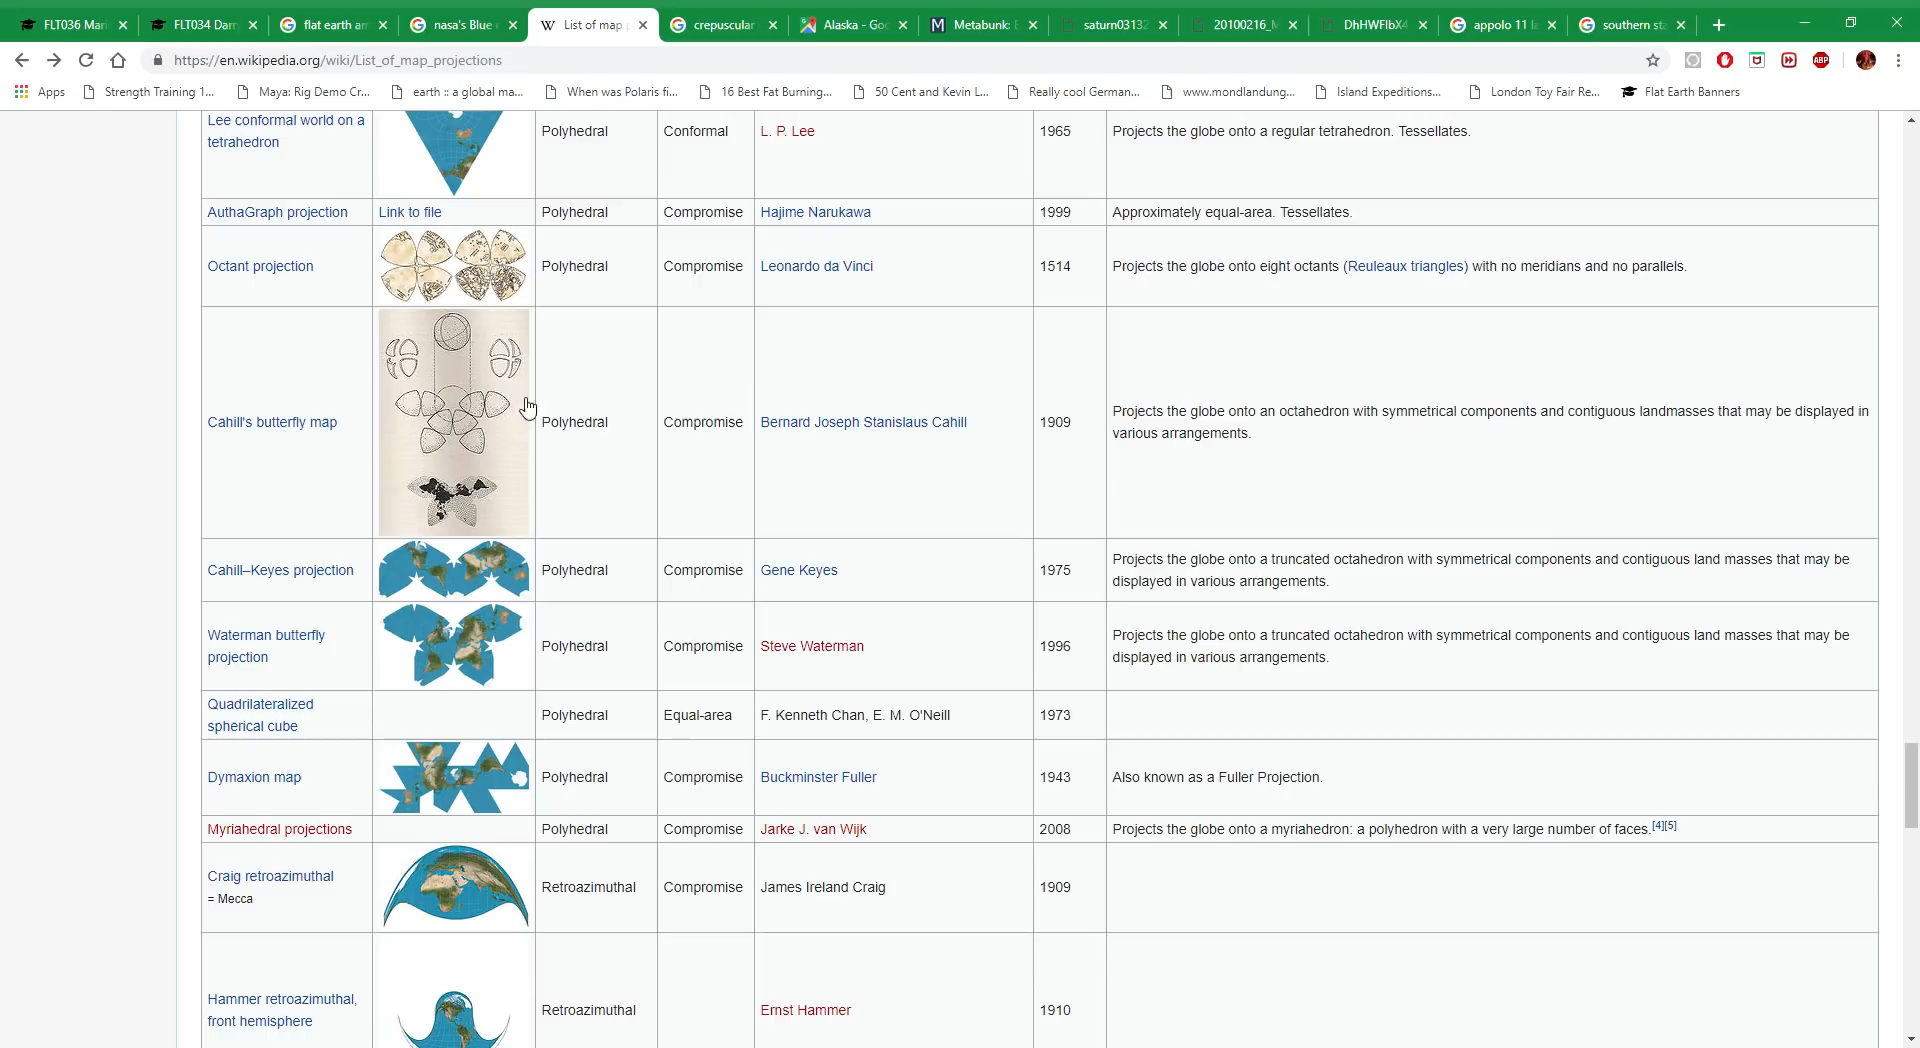 FLT036 Mari
FLT034 Dam
flat earth an
nasa's Blue
List of map
crepuscular
Alaska - Goo
Metabunk:
saturn03132
20100216_
DhHWFlbX4
appolo 11 l
southern sta
https://en.wikipedia.org/wiki/List_of_map_projections
ABP
Apps
Strength Training 1...
Maya: Rig Demo Cr...
earth :: a global ma...
When was Polaris fi...
16 Best Fat Burning...
50 Cent and Kevin L...
Really cool German...
www.mondlandung...
Island Expeditions...
London Toy Fair Re...
Flat Earth Banners
Lee conformal world on a
tetrahedron
Polyhedral
Conformal
L. P. Lee
1965
Projects the globe onto a regular tetrahedron. Tessellates.
AuthaGraph projection
Link to file
Polyhedral
Compromise
Hajime Narukawa
1999
Approximately equal-area. Tessellates.
Octant projection
Polyhedral
Compromise
Leonardo da Vinci
1514
Projects the globe onto eight octants (Reuleaux triangles) with no meridians and no parallels.
Cahill's butterfly map
Polyhedral
Compromise
Bernard Joseph Stanislaus Cahill
1909
Projects the globe onto an octahedron with symmetrical components and contiguous landmasses that may be displayed in
various arrangements.
Cahill–Keyes projection
Polyhedral
Compromise
Gene Keyes
1975
Projects the globe onto a truncated octahedron with symmetrical components and contiguous land masses that may be
displayed in various arrangements.
Waterman butterfly
projection
Polyhedral
Compromise
Steve Waterman
1996
Projects the globe onto a truncated octahedron with symmetrical components and contiguous land masses that may be
displayed in various arrangements.
Quadrilateralized
spherical cube
Polyhedral
Equal-area
F. Kenneth Chan, E. M. O'Neill
1973
Dymaxion map
Polyhedral
Compromise
Buckminster Fuller
1943
Also known as a Fuller Projection.
Myriahedral projections
Polyhedral
Compromise
Jarke J. van Wijk
2008
Projects the globe onto a myriahedron: a polyhedron with a very large number of faces.[4][5]
Craig retroazimuthal
= Mecca
Retroazimuthal
Compromise
James Ireland Craig
1909
Hammer retroazimuthal,
front hemisphere
Retroazimuthal
Ernst Hammer
1910